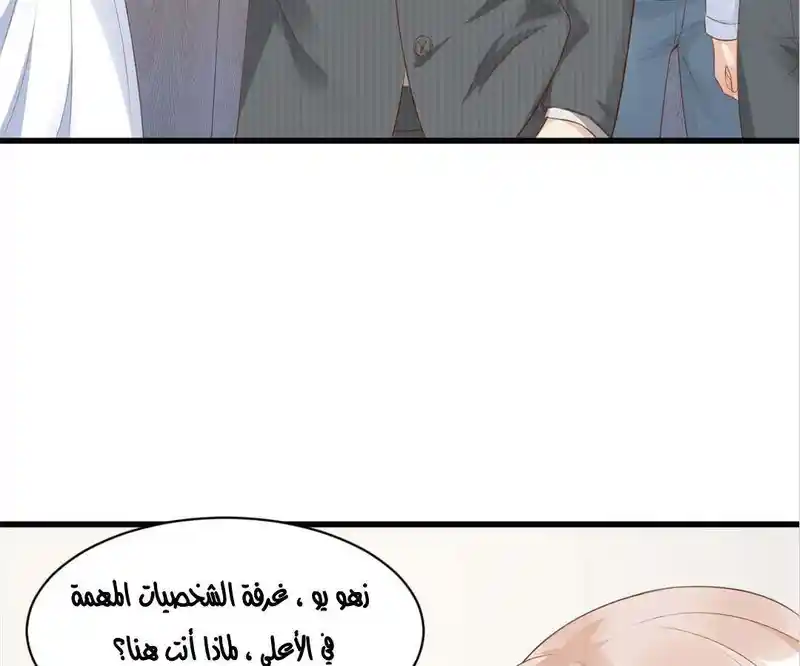 زهو يو ، غرفة الشخصيات المهمة
في الأعلى ، لماذا أنت هنا؟